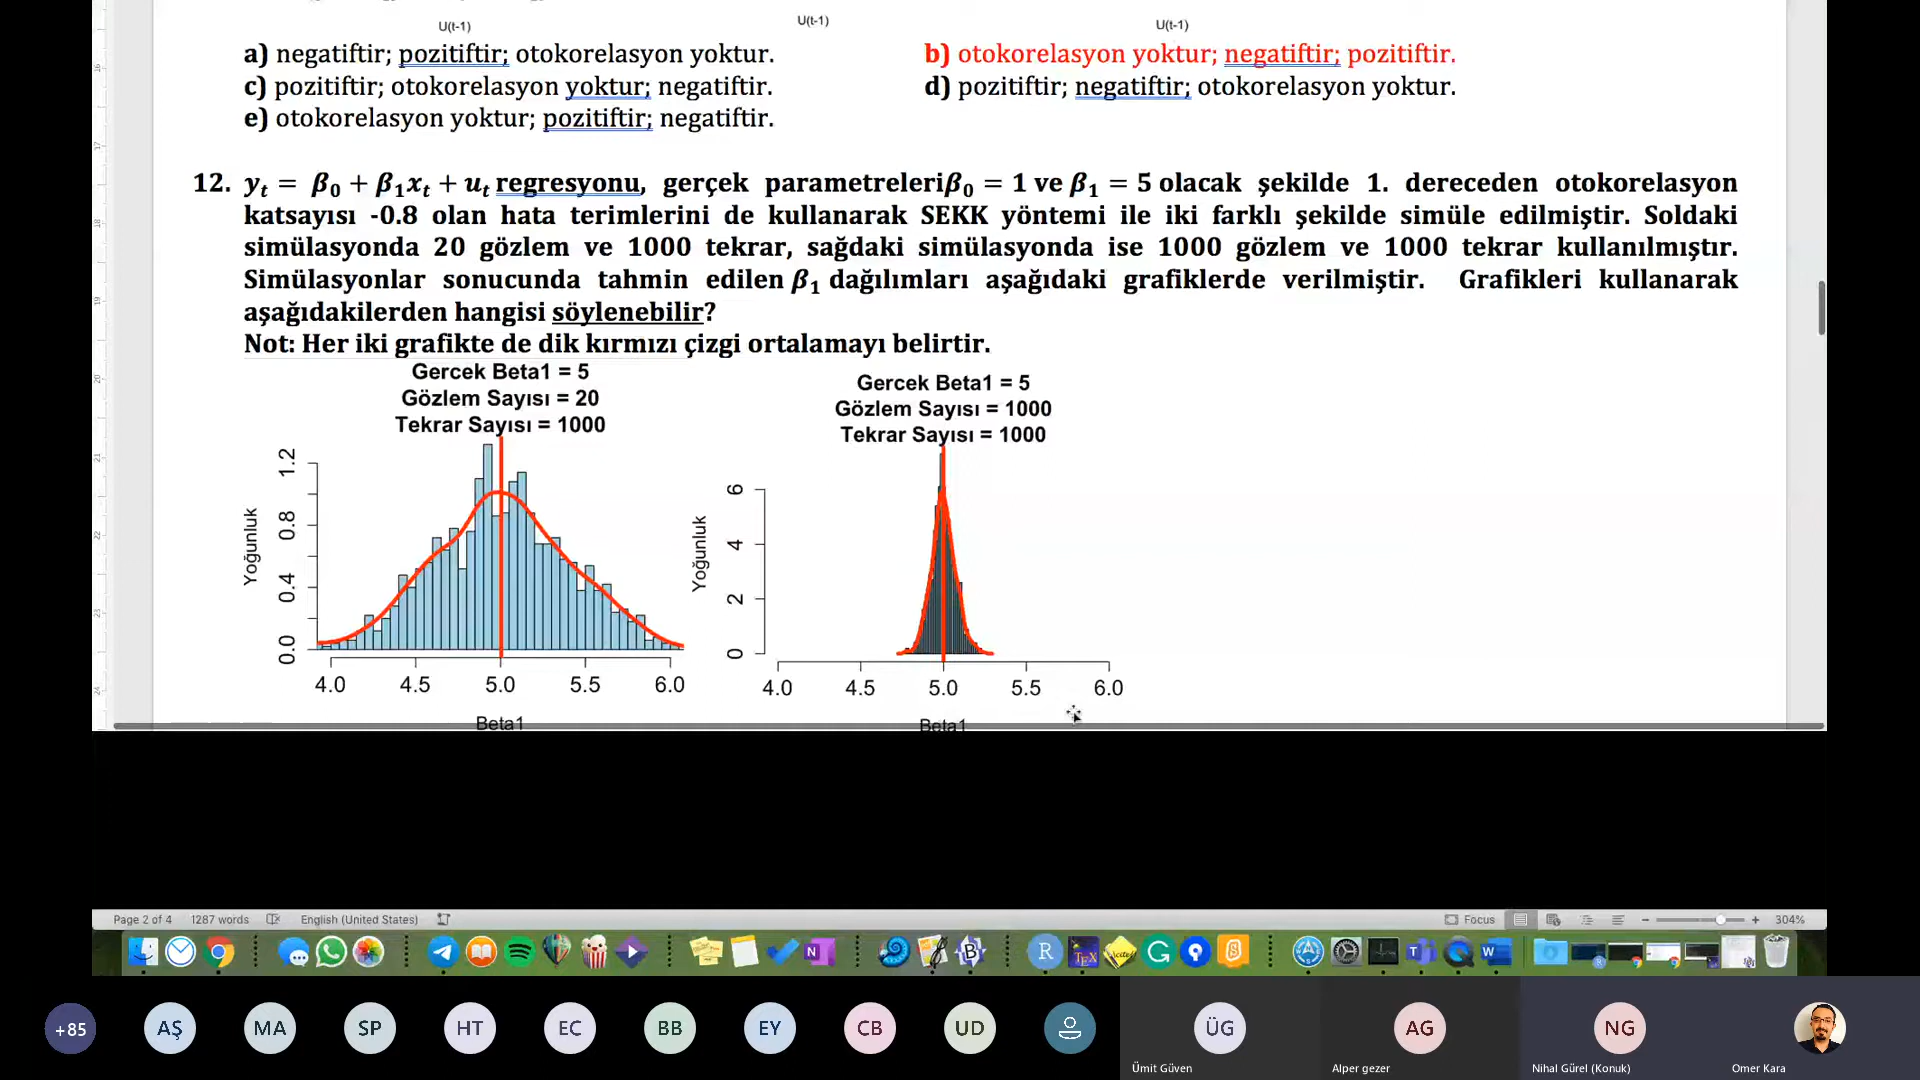 U(t-1) U(t-1) U(t-1)
a) negatiftir; pozitiftir; otokorelasyon yoktur. b) otokorelasyon yoktur; negatiftir; pozitiftir.
c) pozitiftir; otokorelasyon yoktur; negatiftir. d) pozitiftir; negatiftir; otokorelasyon yoktur.
e) otokorelasyon yoktur; pozitiftir; negatiftir.
12. yₜ = β₀ + β₁xₜ + uₜ regresyonu, gerçek parametreleriβ₀ = 1 ve β₁ = 5 olacak şekilde 1. dereceden otokorelasyon
katsayısı -0.8 olan hata terimlerini de kullanarak SEKK yöntemi ile iki farklı şekilde simüle edilmiştir. Soldaki
simülasyonda 20 gözlem ve 1000 tekrar, sağdaki simülasyonda ise 1000 gözlem ve 1000 tekrar kullanılmıştır.
Simülasyonlar sonucunda tahmin edilen β₁ dağılımları aşağıdaki grafiklerde verilmiştir. Grafikleri kullanarak
aşağıdakilerden hangisi söylenebilir?
Not: Her iki grafikte de dik kırmızı çizgi ortalamayı belirtir.
Gercek Beta1 = 5
Gözlem Sayısı = 20
Tekrar Sayısı = 1000
Yoğunluk
1.2
0.8
0.4
0.0
4.0 4.5 5.0 5.5 6.0
Beta1
Gercek Beta1 = 5
Gözlem Sayısı = 1000
Tekrar Sayısı = 1000
Yoğunluk
6
4
2
0
4.0 4.5 5.0 5.5 6.0
Beta1
Page 2 of 4 1287 words English (United States) Focus 304%
+85 AŞ MA SP HT EC BB EY CB UD ÜG AG NG
Ümit Güven Alper gezer Nihal Gürel (Konuk) Omer Kara